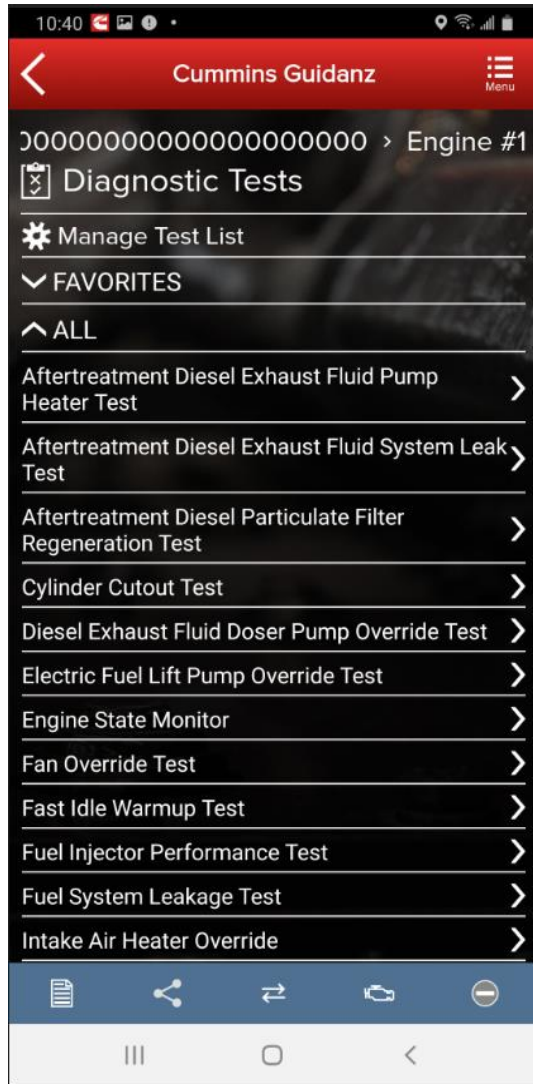 10:40
Cummins Guidanz
Menu
00000000000000000000 > Engine #1
Diagnostic Tests
Manage Test List
FAVORITES
ALL
Aftertreatment Diesel Exhaust Fluid Pump
Heater Test
Aftertreatment Diesel Exhaust Fluid System Leak
Test
Aftertreatment Diesel Particulate Filter
Regeneration Test
Cylinder Cutout Test
Diesel Exhaust Fluid Doser Pump Override Test
Electric Fuel Lift Pump Override Test
Engine State Monitor
Fan Override Test
Fast Idle Warmup Test
Fuel Injector Performance Test
Fuel System Leakage Test
Intake Air Heater Override